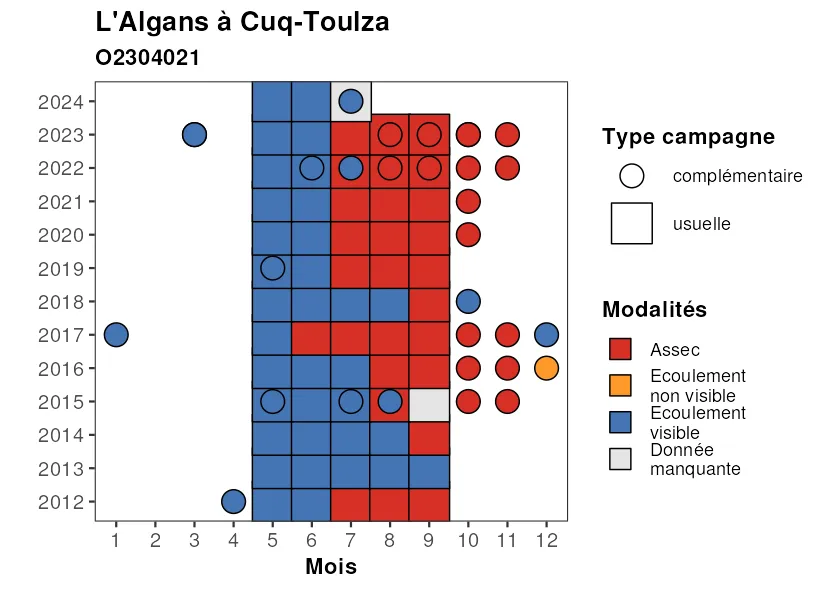 L'Algans à Cuq-Toulza
O2304021
2024
2023
2022
2021
2020
2019
2018
2017
2016
2015
2014
2013
2012
1 2 3 4 5 6 7 8 9 10 11 12
Mois
Type campagne
complémentaire
usuelle
Modalités
Assec
Ecoulement
non visible
Ecoulement
visible
Donnée
manquante